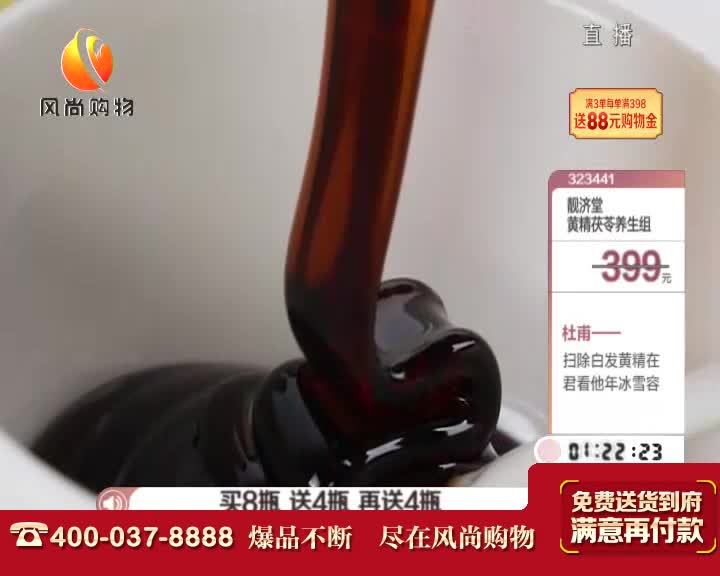 直播
风尚购物
满3单每单满398
送88元购物金
323441
靓济堂
黄精茯苓养生组
399元
杜甫——
扫除白发黄精在
君看他年冰雪容
01:22:23
买8瓶 送4瓶 再送4瓶
免费送货到府
满意再付款
☎400-037-8888 爆品不断 尽在风尚购物